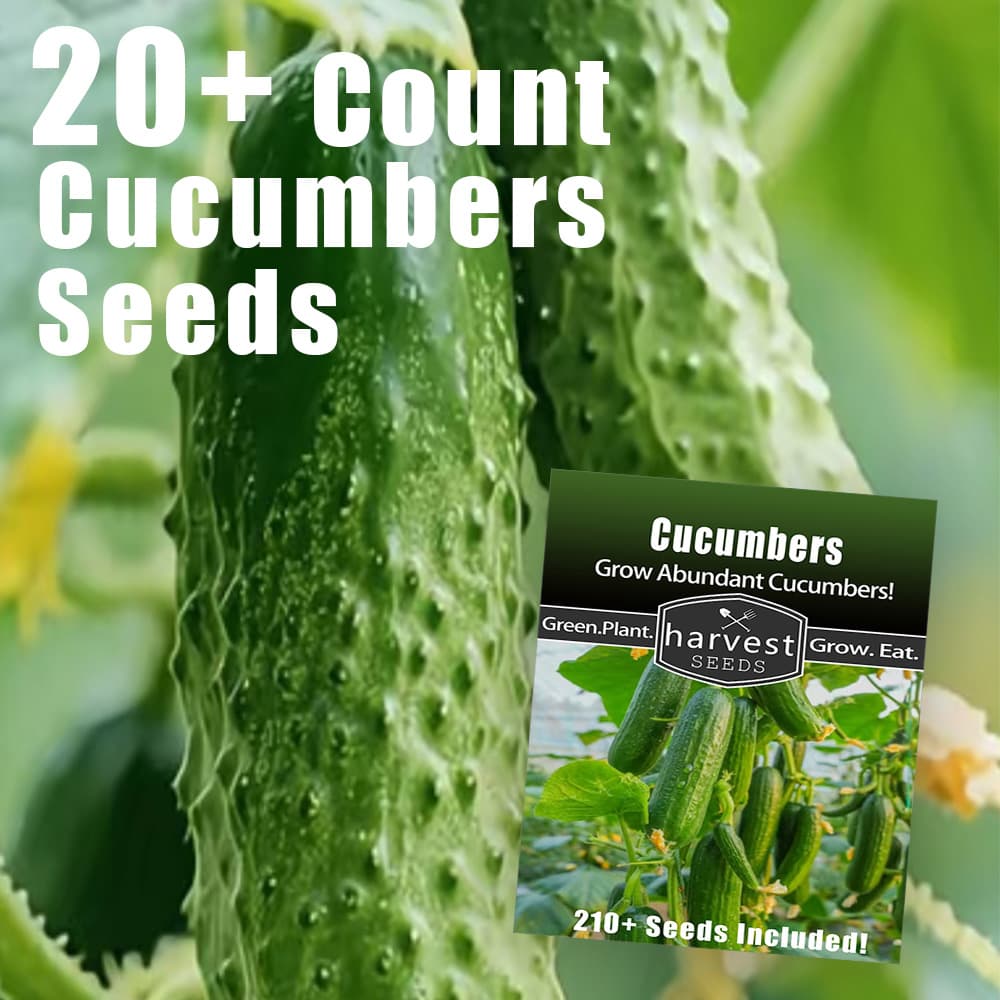 20+ Count
Cucumbers
Seeds
Cucumbers
Grow Abundant Cucumbers!
Green.Plant. harvest Grow. Eat.
SEEDS
210+ Seeds Included!